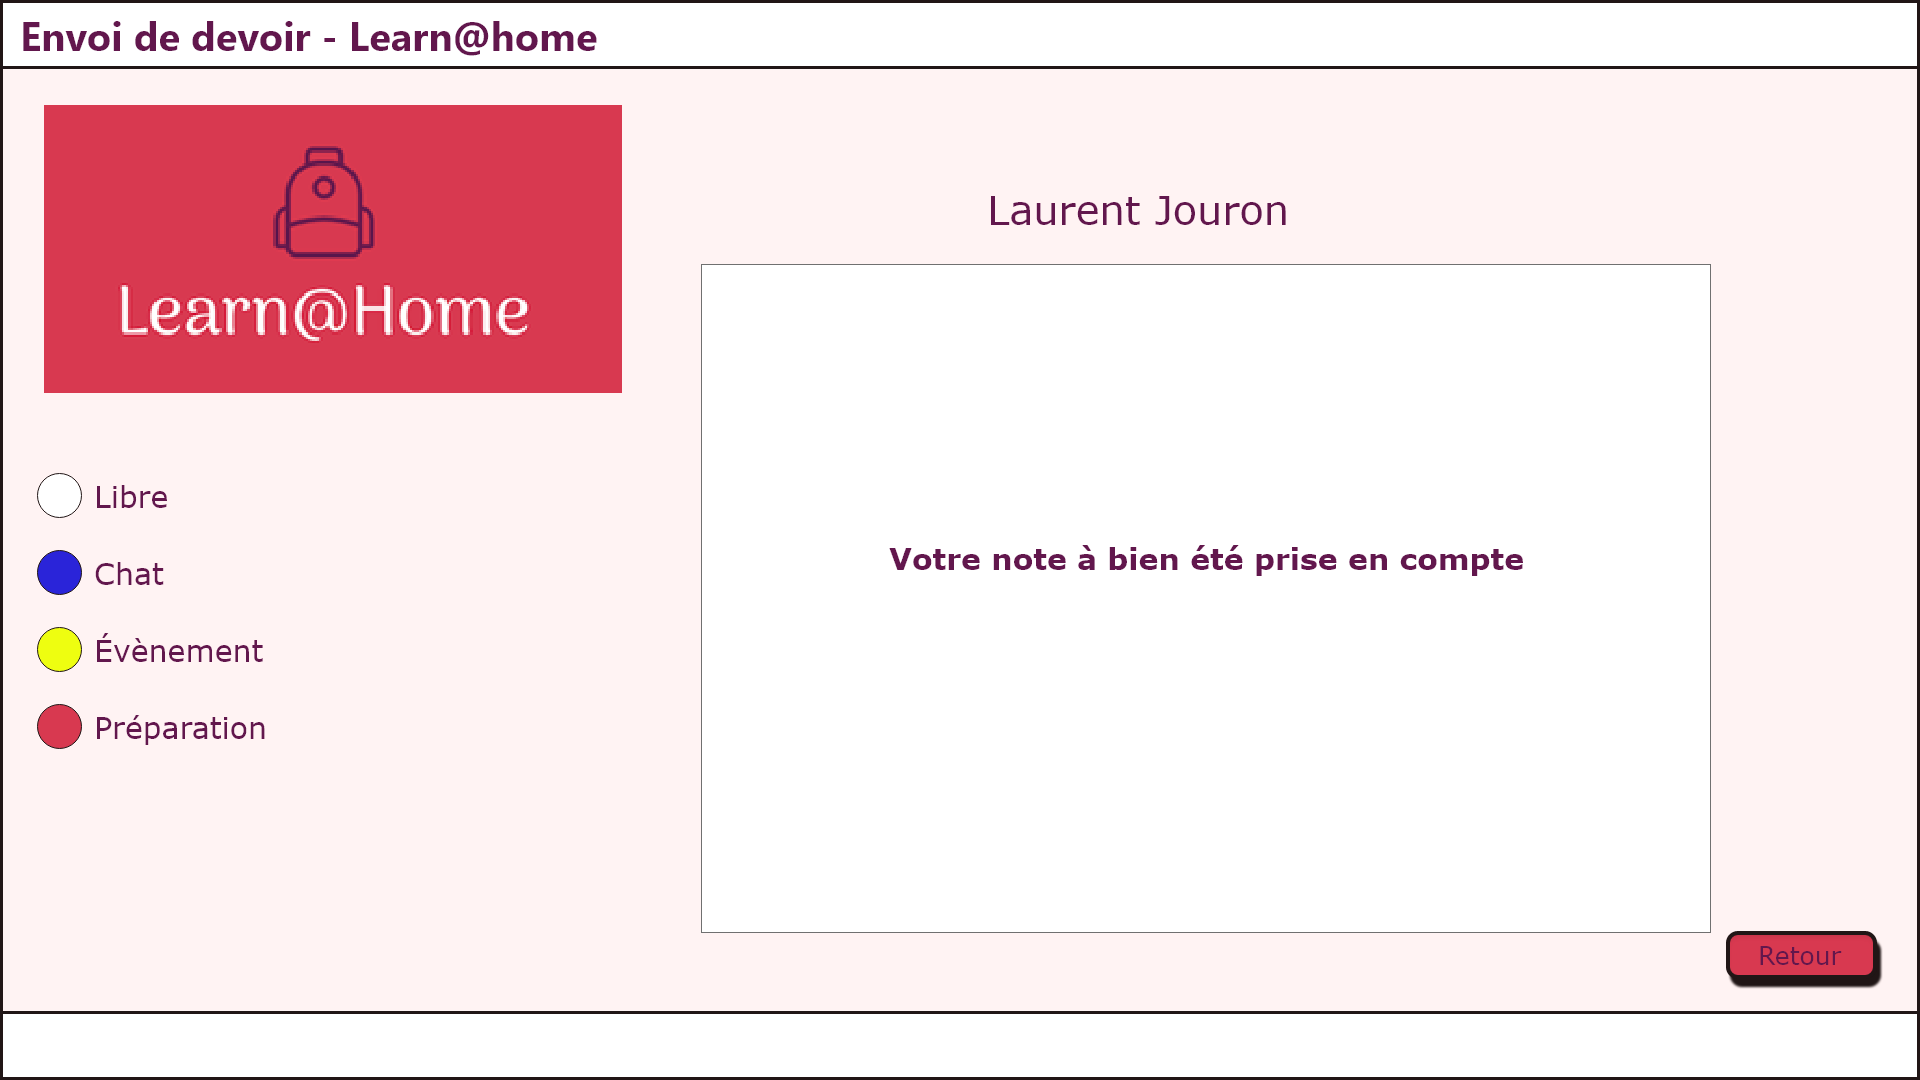 Envoi de devoir - Learn@home
Learn@Home
Laurent Jouron
Libre
Chat
Évènement
Préparation
Votre note à bien été prise en compte
Retour